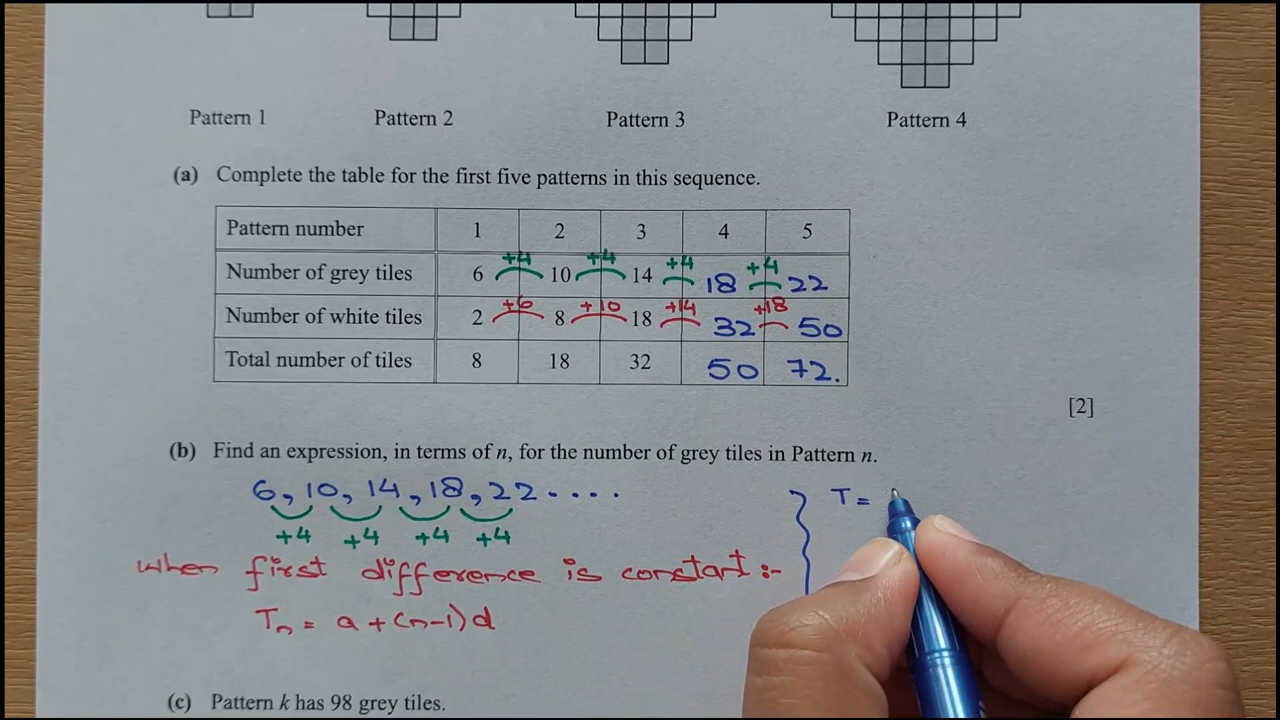 Pattern 1 Pattern 2 Pattern 3 Pattern 4
(a) Complete the table for the first five patterns in this sequence.
Pattern number 1 2 3 4 5
+4 +4 +4 +4
Number of grey tiles 6 10 14 18 22
+6 +10 +14 +18
Number of white tiles 2 8 18 32 50
Total number of tiles 8 18 32 50 72.
[2]
(b) Find an expression, in terms of n, for the number of grey tiles in Pattern n.
6, 10, 14, 18, 22.... T =
+4 +4 +4 +4
when first difference is constant :-
Tn = a + (n-1) d
(c) Pattern k has 98 grey tiles.